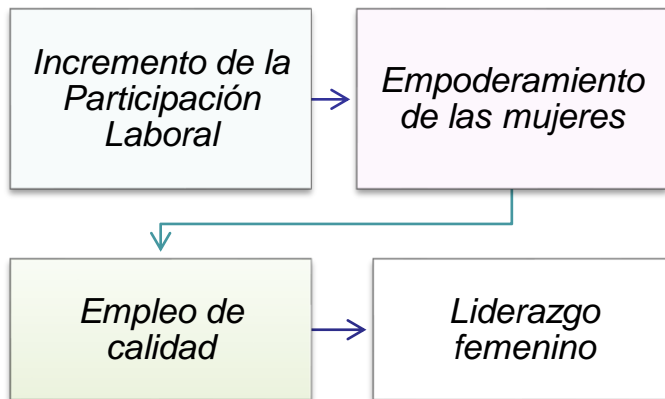 Incremento de la
Participación
Laboral
Empoderamiento
de las mujeres
Empleo de
calidad
Liderazgo
femenino